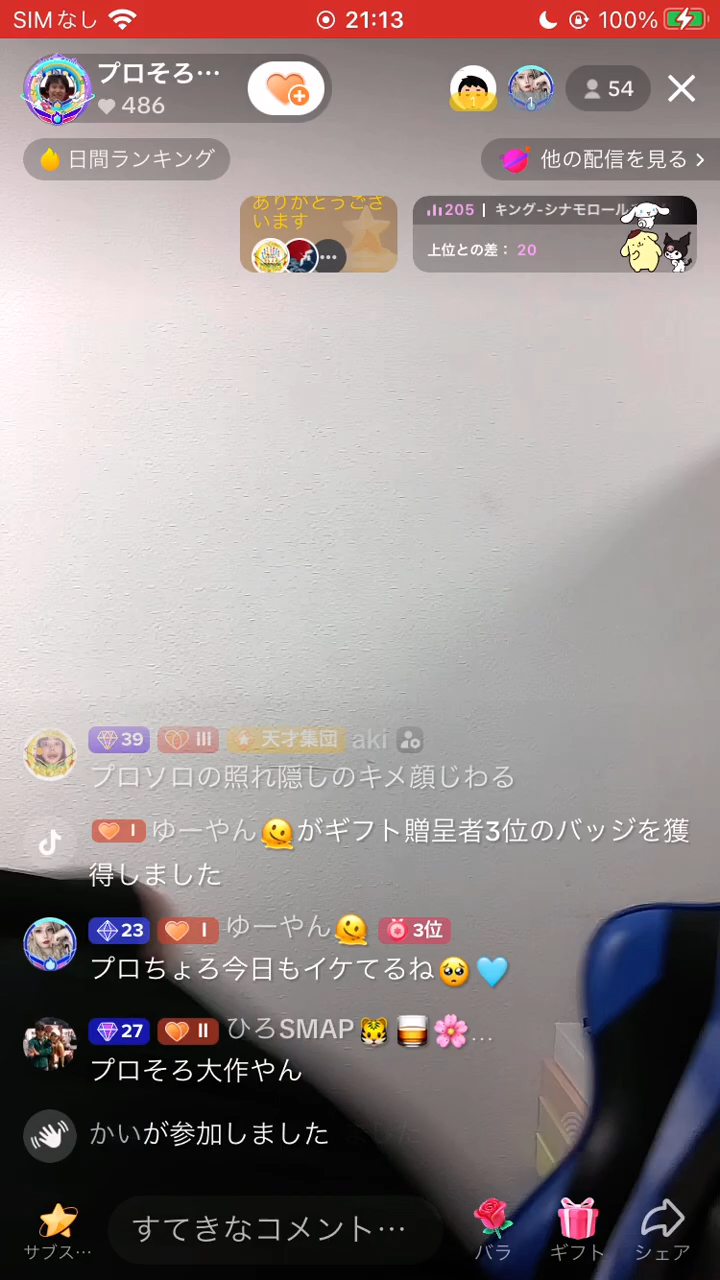 SIMなし 21:13 100%
プロそろ…
486
1
1
54
日間ランキング
他の配信を見る
ありがとうござ
います
205 | キング-シナモロール
上位との差： 20
39 III 天才集団 aki
プロソロの照れ隠しのキメ顔じわる
I ゆーやん🫠がギフト贈呈者3位のバッジを獲
得しました
23 I ゆーやん🫠 3位
プロちょろ今日もイケてるね🥺🩵
27 II ひろSMAP🐯🥃🌸…
プロそろ大作やん
かいが参加しました
サブス… すてきなコメント… バラ ギフト シェア